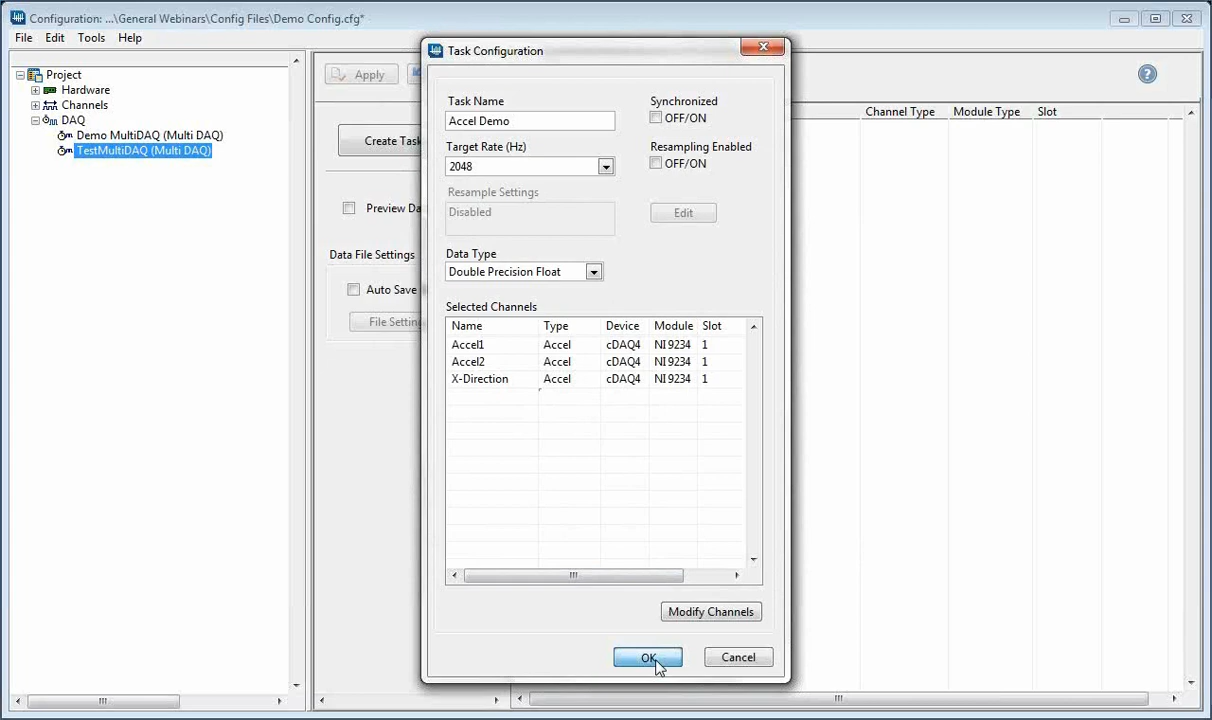 Configuration: ...\General Webinars\Config Files\Demo Config.cfg*
File Edit Tools Help
Project
Hardware
Channels
DAQ
Demo MultiDAQ (Multi DAQ)
TestMultiDAQ (Multi DAQ)
Apply
Create Task
Preview Da
Data File Settings
Auto Save
File Setting
Channel Type Module Type Slot
Task Configuration
Task Name
Accel Demo
Synchronized
OFF/ON
Target Rate (Hz)
2048
Resampling Enabled
OFF/ON
Resample Settings
Disabled
Edit
Data Type
Double Precision Float
Selected Channels
Name Type Device Module Slot
Accel1 Accel cDAQ4 NI 9234 1
Accel2 Accel cDAQ4 NI 9234 1
X-Direction Accel cDAQ4 NI 9234 1
Modify Channels
OK Cancel